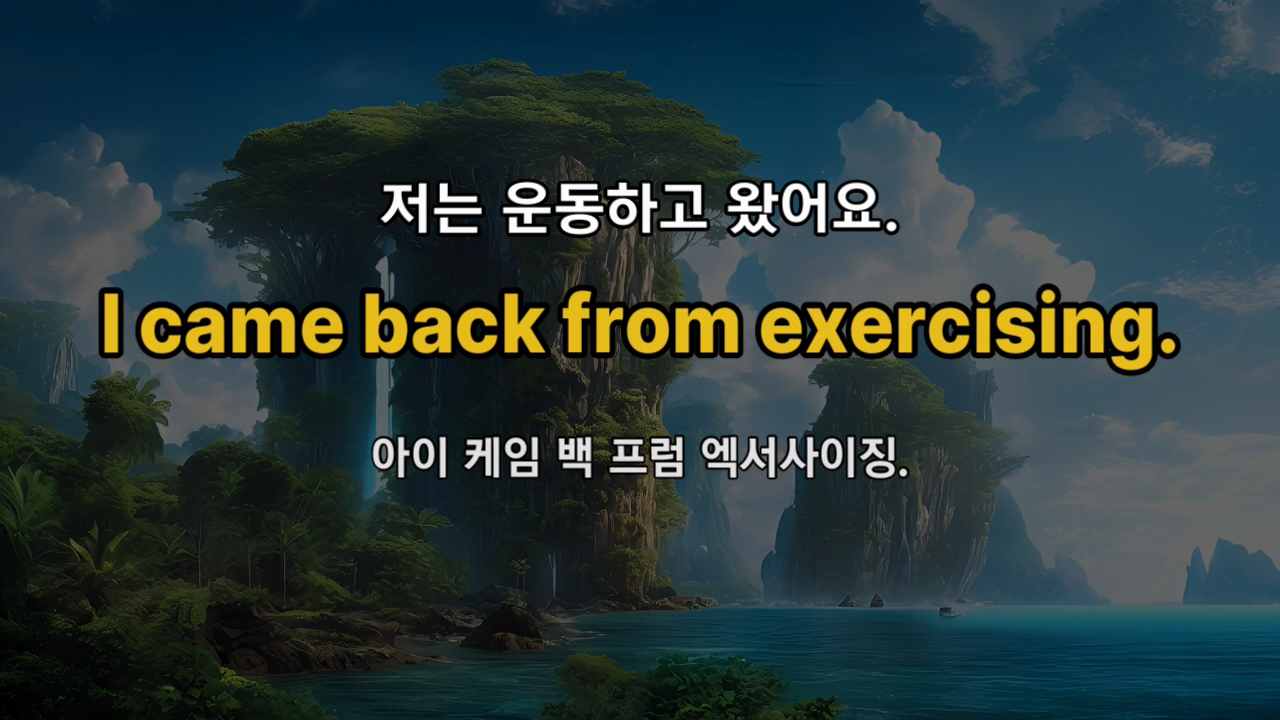 저는 운동하고 왔어요.
I came back from exercising.
아이 케임 백 프럼 엑서사이징.